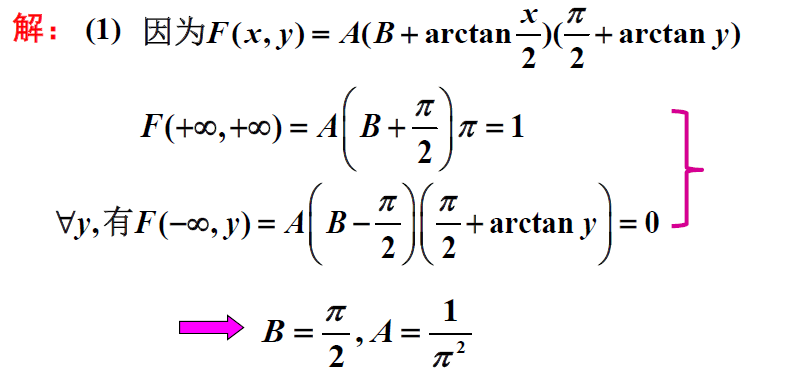 解： (1) 因为F(x, y) = A(B + arctan x/2)(π/2 + arctan y)
F(+∞,+∞) = A(B + π/2)π = 1
∀y,有F(−∞, y) = A(B − π/2)(π/2 + arctan y) = 0
B = π/2, A = 1/π²